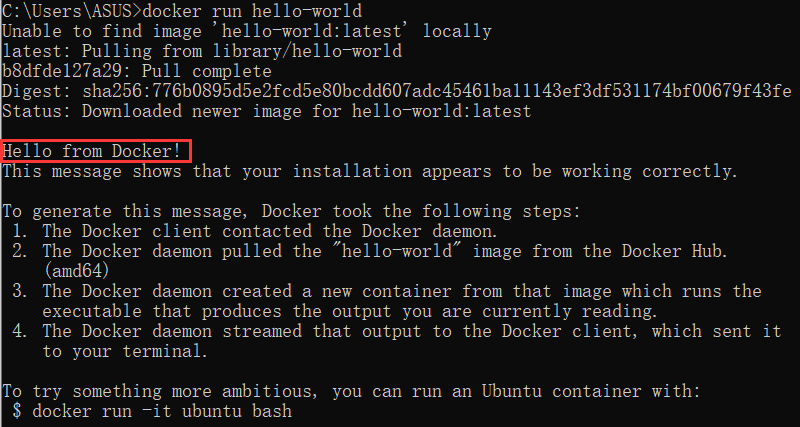 C:\Users\ASUS>docker run hello-world
Unable to find image 'hello-world:latest' locally
latest: Pulling from library/hello-world
b8dfde127a29: Pull complete
Digest: sha256:776b0895d5e2fcd5e80bcdd607adc45461ba11143ef3df531174bf00679f43fe
Status: Downloaded newer image for hello-world:latest
Hello from Docker!
This message shows that your installation appears to be working correctly.
To generate this message, Docker took the following steps:
1. The Docker client contacted the Docker daemon.
2. The Docker daemon pulled the "hello-world" image from the Docker Hub.
(amd64)
3. The Docker daemon created a new container from that image which runs the
executable that produces the output you are currently reading.
4. The Docker daemon streamed that output to the Docker client, which sent it
to your terminal.
To try something more ambitious, you can run an Ubuntu container with:
$ docker run -it ubuntu bash